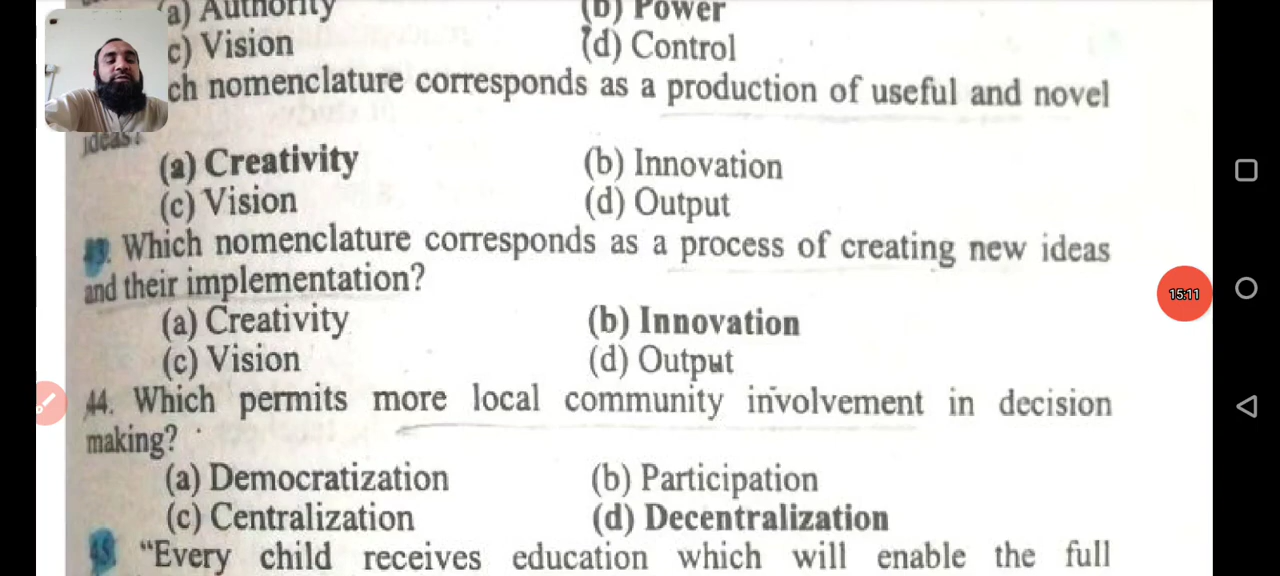 (a) Authority (b) Power
c) Vision (d) Control
ch nomenclature corresponds as a production of useful and novel
ideas?
(a) Creativity (b) Innovation
(c) Vision (d) Output
43. Which nomenclature corresponds as a process of creating new ideas
and their implementation?
(a) Creativity (b) Innovation
(c) Vision (d) Output
15:11
44. Which permits more local community involvement in decision
making?
(a) Democratization (b) Participation
(c) Centralization (d) Decentralization
45. "Every child receives education which will enable the full